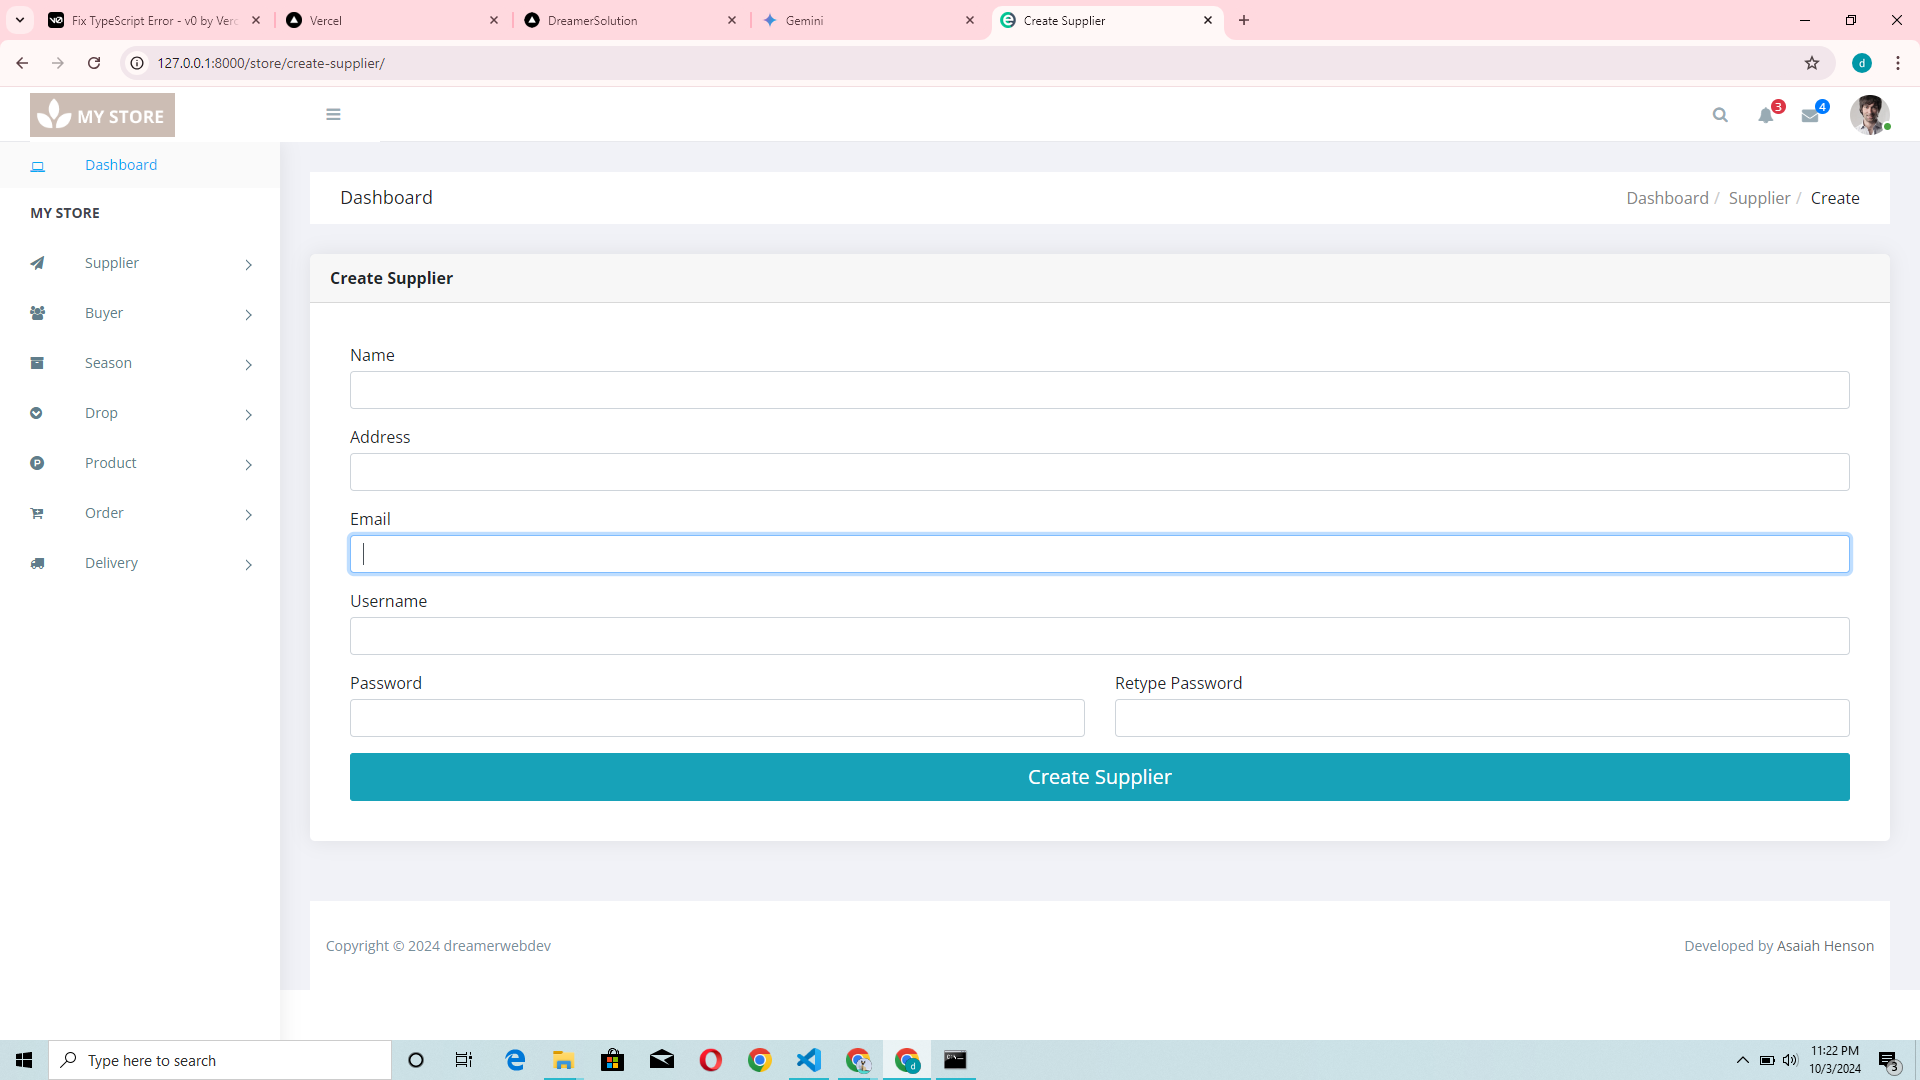 Fix TypeScript Error - v0 by Verc
Vercel
DreamerSolution
Gemini
Create Supplier
127.0.0.1:8000/store/create-supplier/
d
MY STORE
3
4
Dashboard
MY STORE
Supplier
Buyer
Season
Drop
Product
Order
Delivery
Dashboard
Dashboard / Supplier / Create
Create Supplier
Name
Address
Email
Username
Password
Retype Password
Create Supplier
Copyright © 2024 dreamerwebdev
Developed by Asaiah Henson
Type here to search
11:22 PM
10/3/2024
3